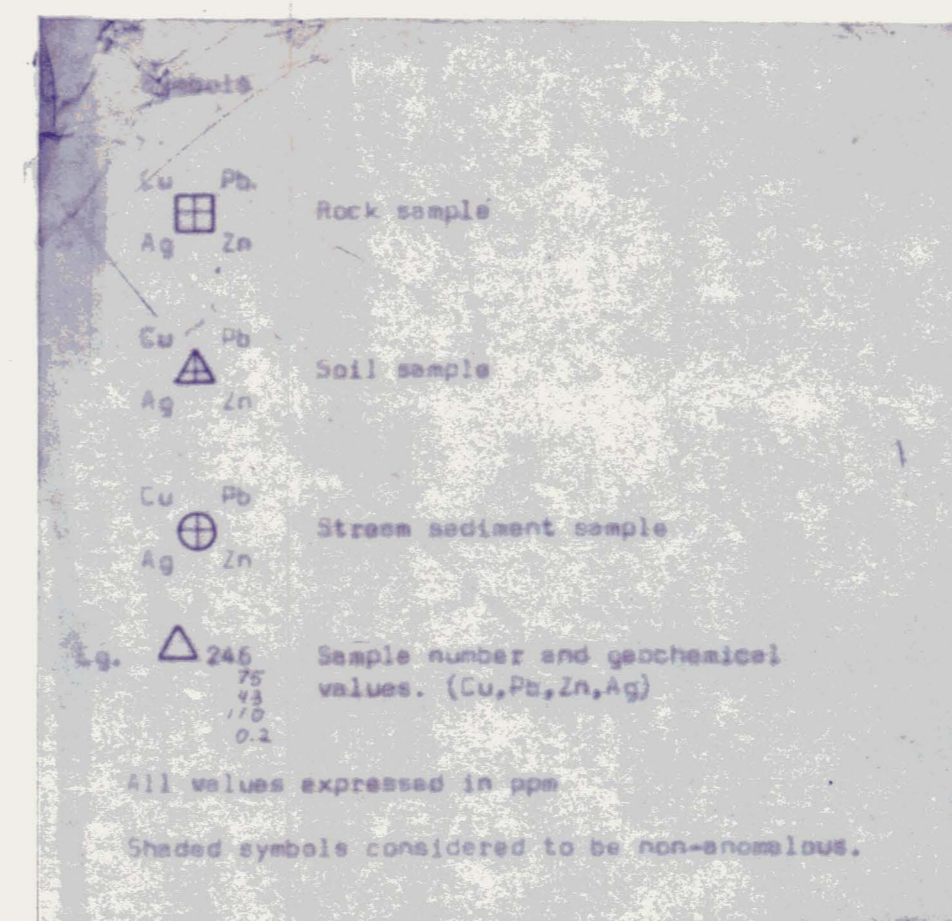 Symbols
Cu Pb.
Rock sample
Ag Zn
Cu Pb
Soil sample
Ag Zn
Cu Pb
Stream sediment sample
Ag Zn
Eg. 246 Sample number and geochemical
75
values. (Cu,Pb,Zn,Ag)
43
110
0.2
All values expressed in ppm
Shaded symbols considered to be non-anomalous.